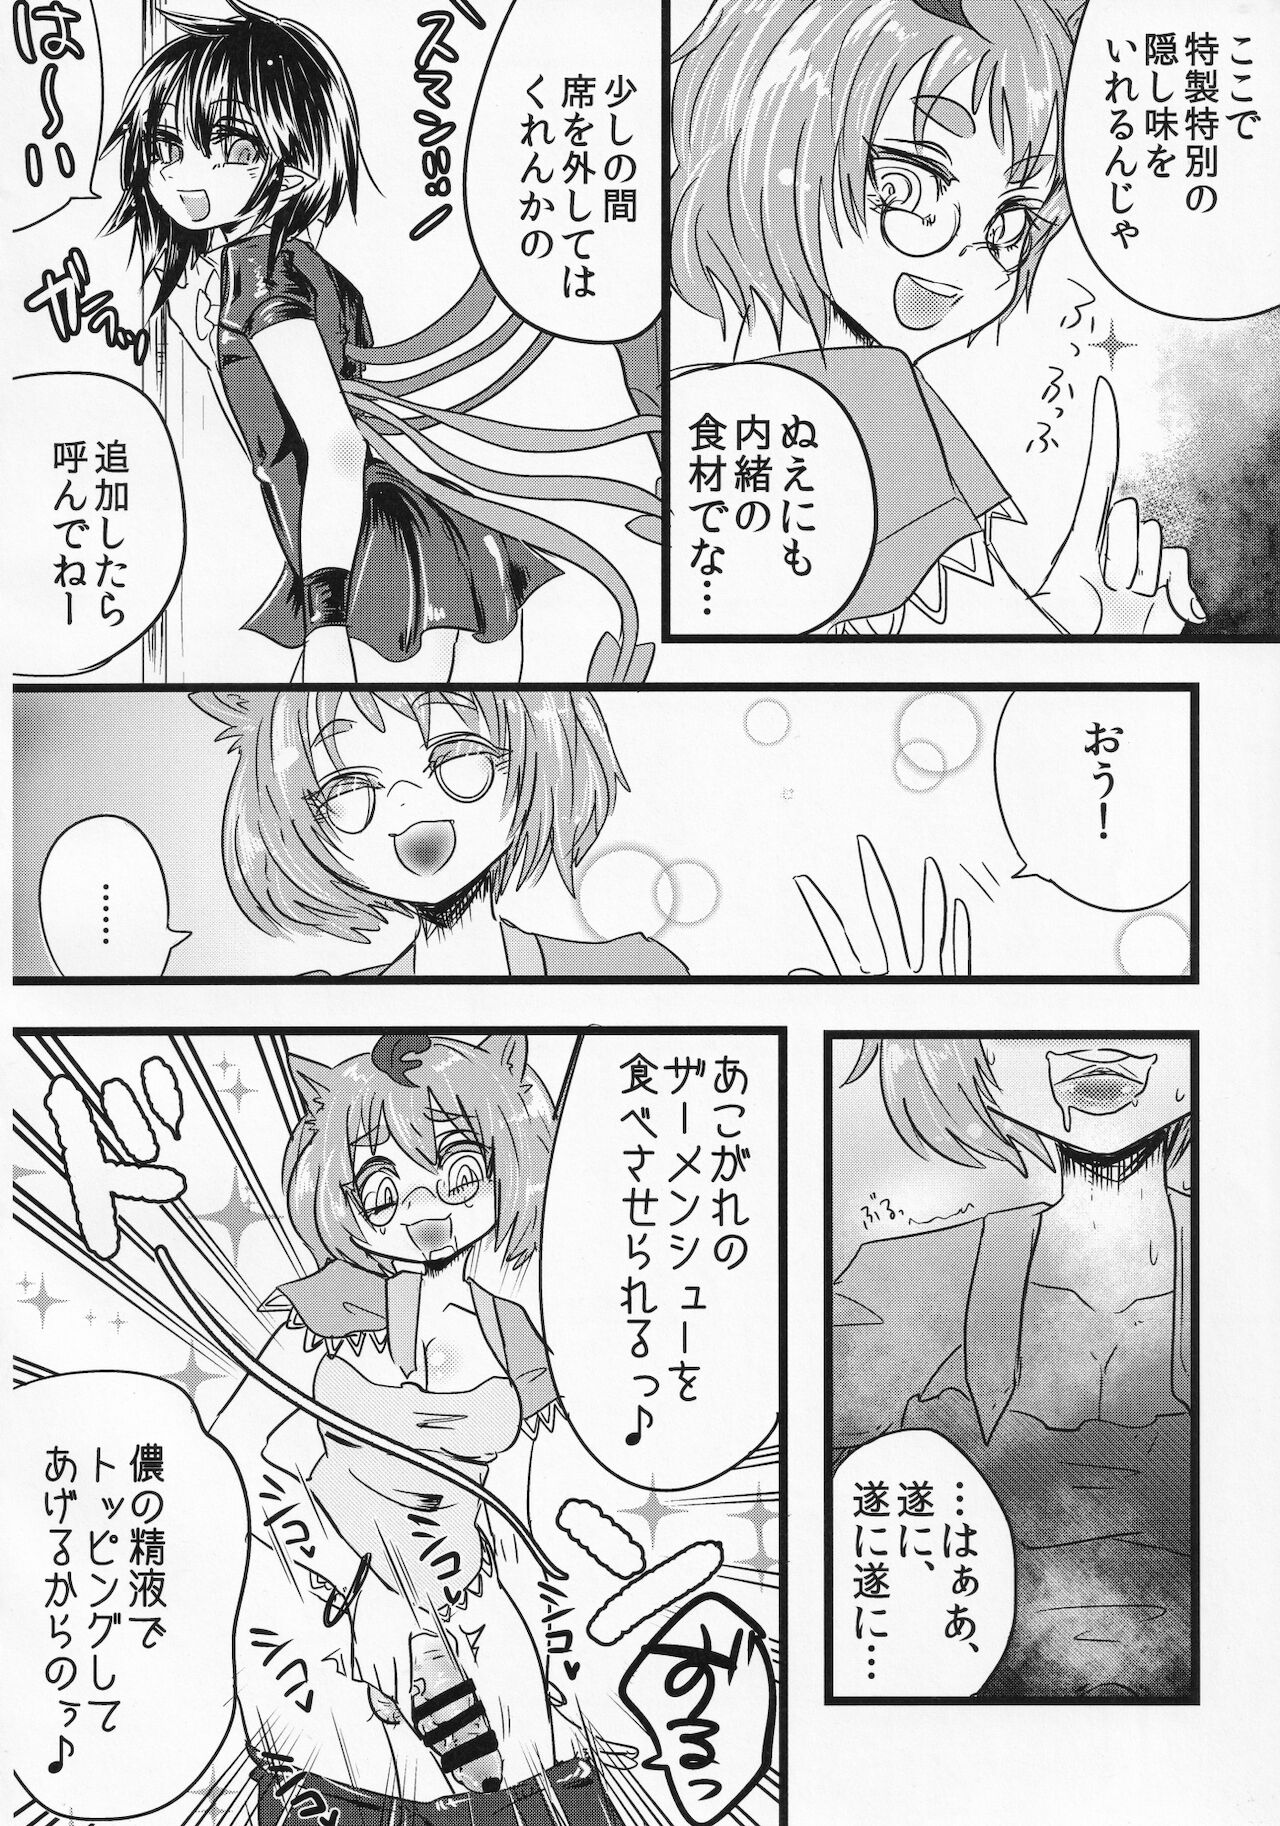 ここで
特製特別の
隠し味を
いれるんじゃ
ふっ
ふっふ
ぬえにも
内緒の
食材でな…
少しの間
席を外しては
くれんかの
スマン!!
は〜い
ガラッ
追加したら
呼んでねー
おぅ!
……
ぶるっ
…はぁあ、
遂に、
遂に遂に…
あこがれの
ザーメンシューを
食べさせられるっ♪
ドーン
ぶるっ
シコ♥
シコ♥
シコ♥
シコ♥
儂の精液で
トッピングして
あげるからのぅ♪